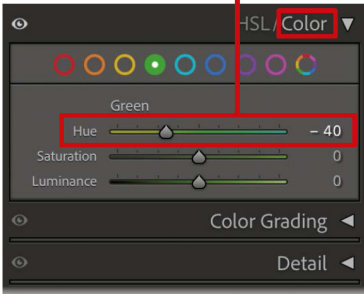 HSL / Color
Green
Hue – 40
Saturation 0
Luminance 0
Color Grading
Detail